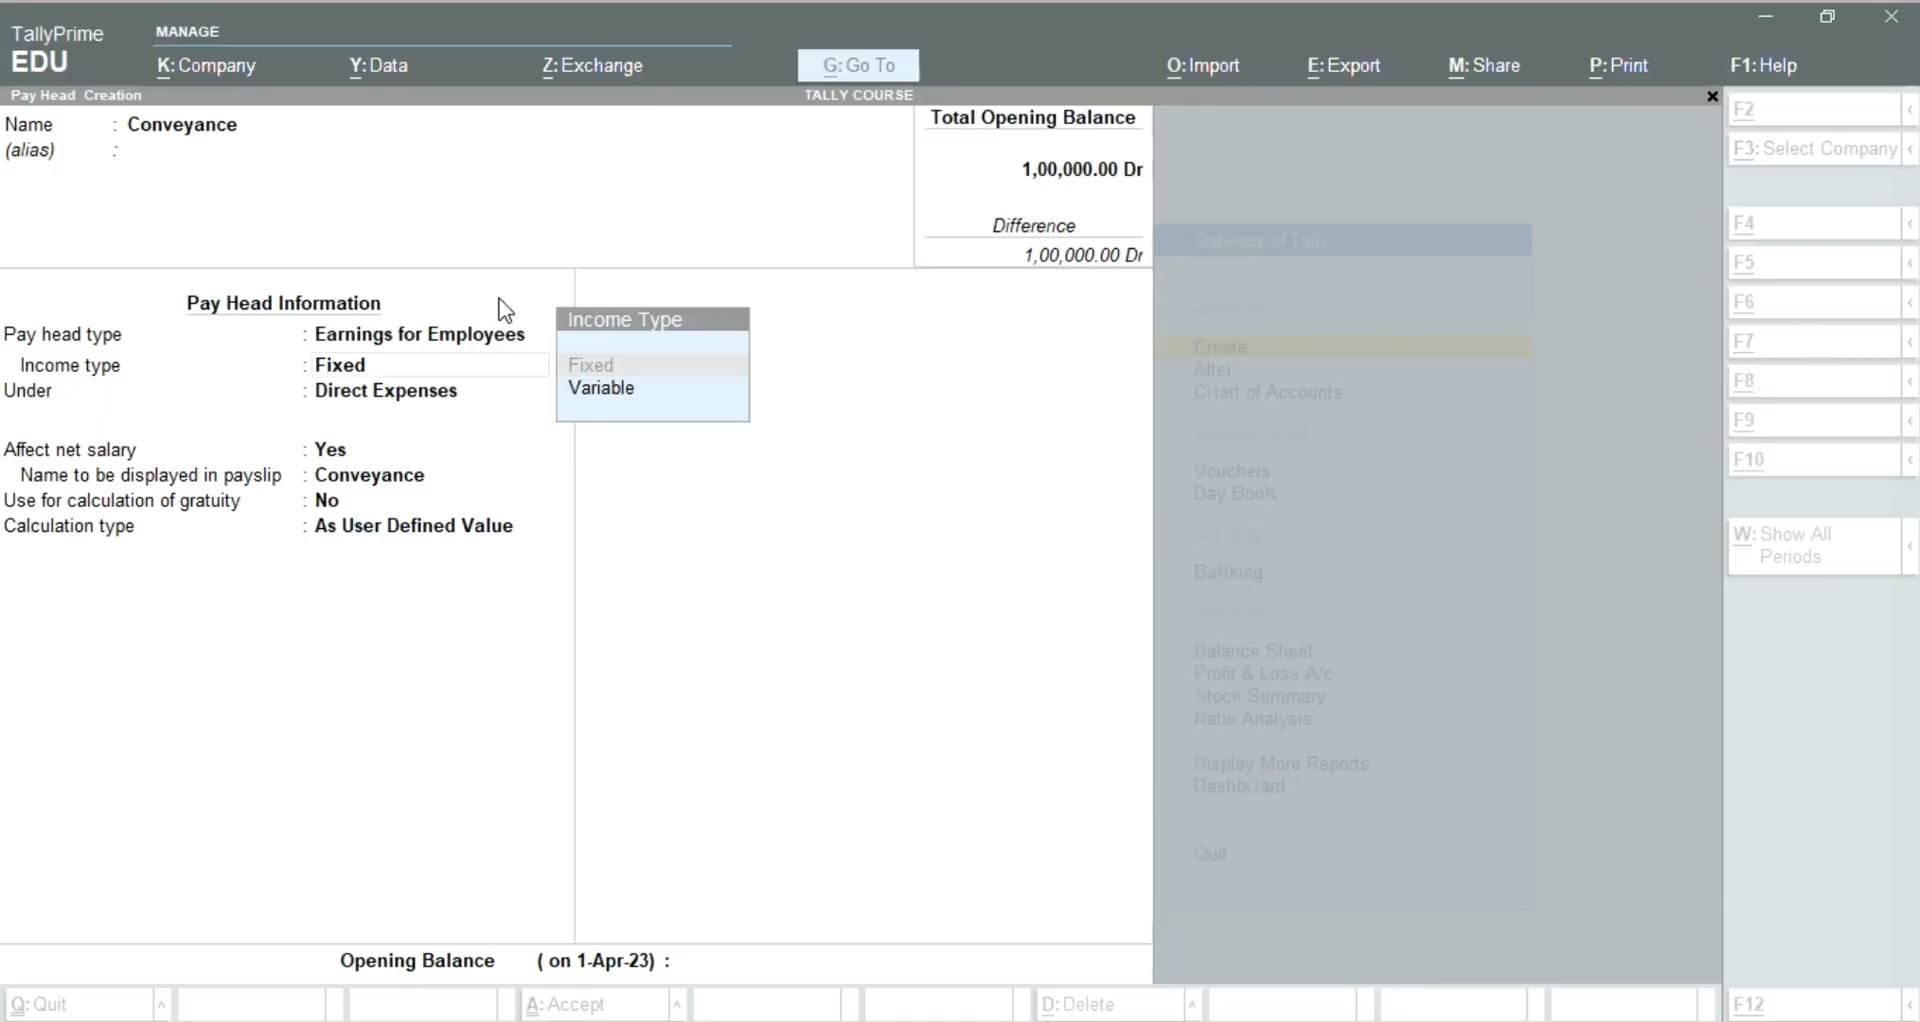 TallyPrime
EDU
MANAGE
K: Company
Y: Data
Z: Exchange
G: Go To
O: Import
E: Export
M: Share
P: Print
F1: Help
Pay Head Creation
TALLY COURSE
Name : Conveyance
(alias) :
Total Opening Balance
1,00,000.00 Dr
Difference
1,00,000.00 Dr
Pay Head Information
Pay head type : Earnings for Employees
Income type : Fixed
Under : Direct Expenses
Affect net salary : Yes
Name to be displayed in payslip : Conveyance
Use for calculation of gratuity : No
Calculation type : As User Defined Value
Income Type
Fixed
Variable
Gateway of Tally
MASTERS
Create
Alter
CHart of Accounts
TRANSACTIONS
Vouchers
Day BooK
UTILITIES
BaNking
REPORTS
Balance Sheet
Profit & Loss A/c
Stock Summary
Ratio Analysis
Display More Reports
DashbOard
Quit
F2
F3: Select Company
F4
F5
F6
F7
F8
F9
F10
W: Show All
Periods
Opening Balance ( on 1-Apr-23) :
Q: Quit
A: Accept
D: Delete
F12